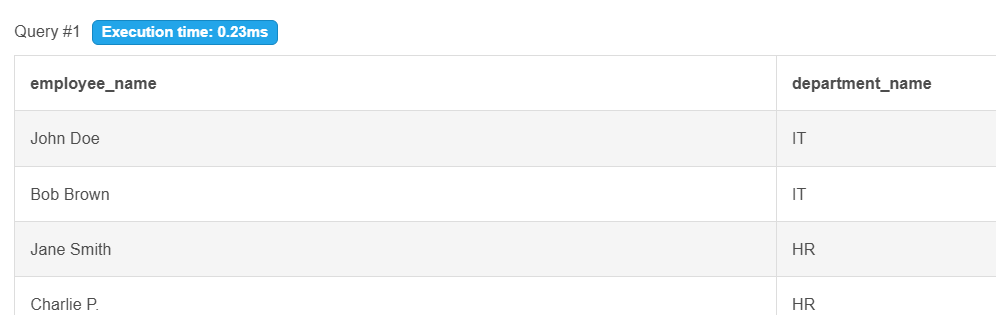 Query #1 Execution time: 0.23ms
employee_name department_name
John Doe IT
Bob Brown IT
Jane Smith HR
Charlie P. HR